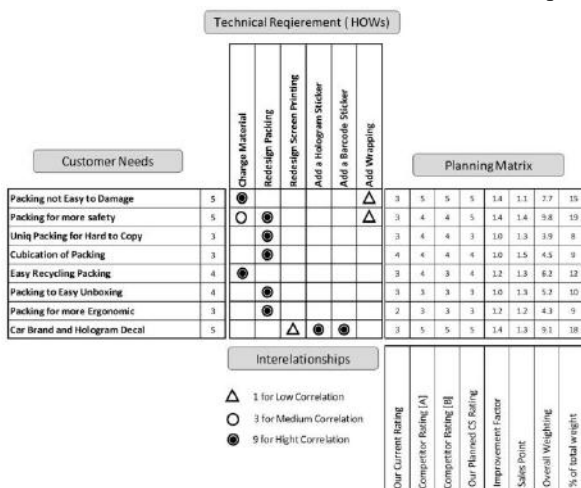 Technical Reqierement ( HOWs)
Change Material
Redesign Packing
Redesign Screen Printing
Add a Hologram Sticker
Add a Barcode Sticker
Add Wrapping
Customer Needs
Planning Matrix
Packing not Easy to Damage 5 3 5 5 5 1.4 1.1 7.7 15
Packing for more safety 5 3 4 4 5 1.4 1.4 9.8 19
Uniq Packing for Hard to Copy 3 3 4 4 3 1.0 1.3 3.9 8
Cubication of Packing 3 4 4 4 4 1.0 1.5 4.5 9
Easy Recycling Packing 4 3 4 3 4 1.2 1.3 6.2 12
Packing to Easy Unboxing 4 3 3 3 3 1.0 1.3 5.2 10
Packing for more Ergonomic 3 2 3 3 3 1.2 1.2 4.3 9
Car Brand and Hologram Decal 5 3 5 5 5 1.4 1.3 9.1 18
Interelationships
1 for Low Correlation
3 for Medium Correlation
9 for Hight Correlation
Our Current Rating
Competitor Rating [A]
Competitor Rating [B]
Our Planned CS Rating
Improvement Factor
Sales Point
Overall Weighting
% of total weight